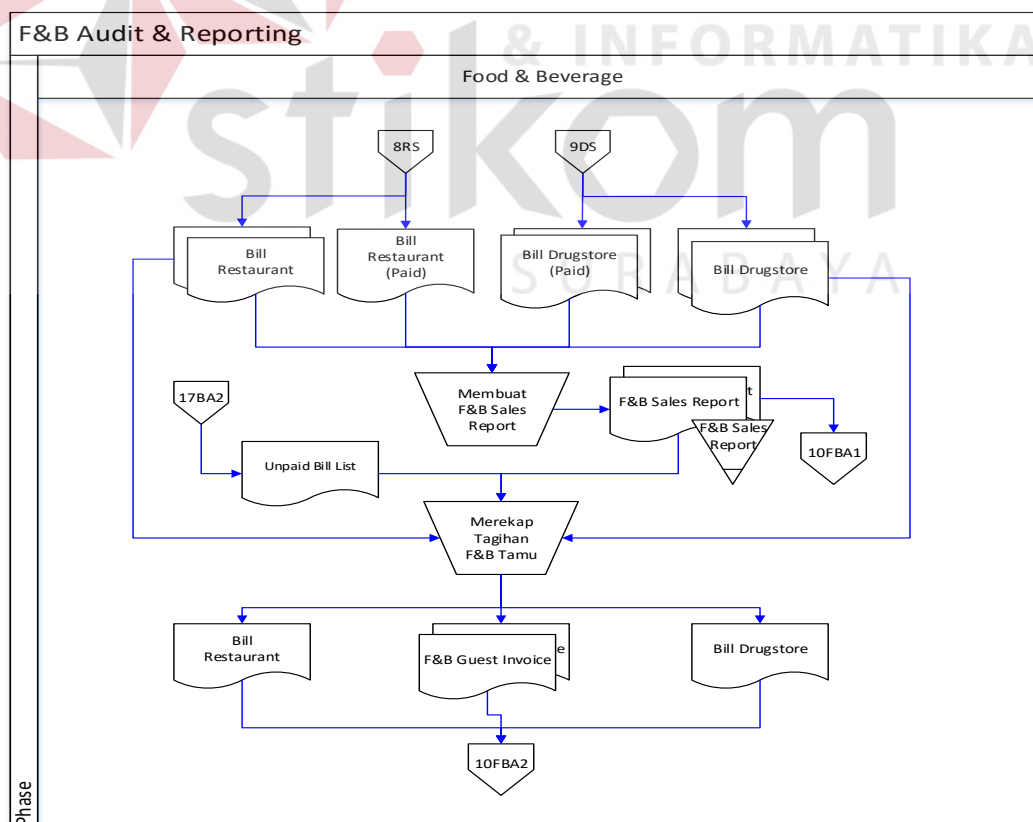 F&B Audit & Reporting
& INFORMATIKA
stikom
SURABAYA
Food & Beverage
8RS
9DS
Bill
Restaurant
Bill
Restaurant
(Paid)
Bill Drugstore
(Paid)
Bill Drugstore
17BA2
Membuat
F&B Sales
Report
F&B Sales Report
t
F&B Sales
Report
10FBA1
Unpaid Bill List
Merekap
Tagihan
F&B Tamu
Bill
Restaurant
F&B Guest Invoice
e
Bill Drugstore
10FBA2
Phase